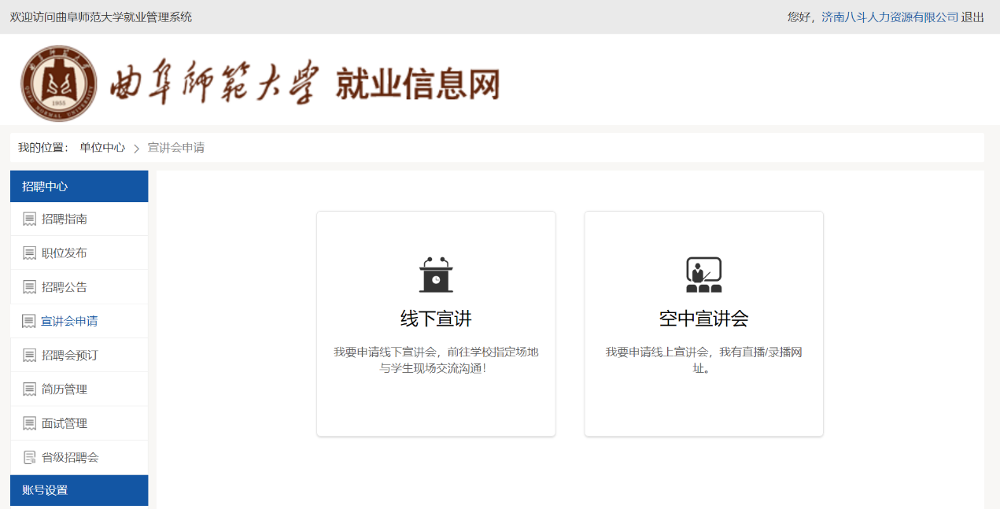 欢迎访问曲阜师范大学就业管理系统
您好，济南八斗人力资源有限公司 退出
曲阜師範大学 就业信息网
1955
我的位置： 单位中心 > 宣讲会申请
招聘中心
招聘指南
职位发布
招聘公告
宣讲会申请
招聘会预订
简历管理
面试管理
省级招聘会
账号设置
线下宣讲
我要申请线下宣讲会，前往学校指定场地
与学生现场交流沟通！
空中宣讲会
我要申请线上宣讲会，我有直播/录播网
址。